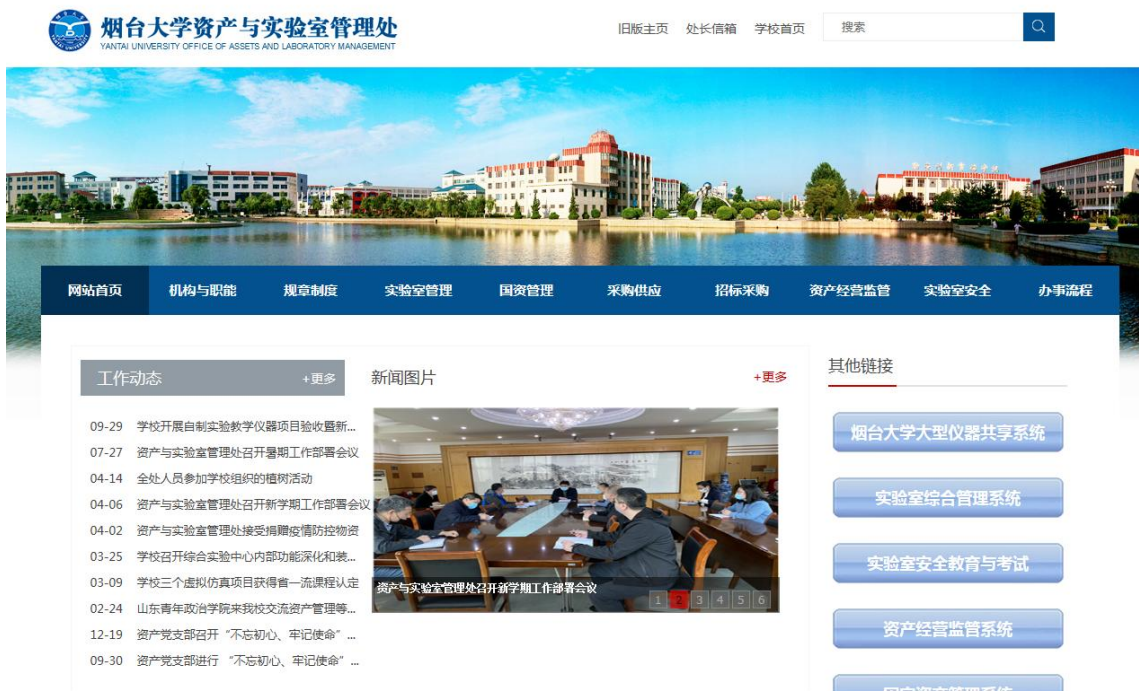 烟台大学资产与实验室管理处
YANTAI UNIVERSITY OFFICE OF ASSETS AND LABORATORY MANAGEMENT
旧版主页 处长信箱 学校首页 搜索
网站首页 机构与职能 规章制度 实验室管理 国资管理 采购供应 招标采购 资产经营监管 实验室安全 办事流程
工作动态 +更多
09-29 学校开展自制实验教学仪器项目验收暨新...
07-27 资产与实验室管理处召开暑期工作部署会议
04-14 全处人员参加学校组织的植树活动
04-06 资产与实验室管理处召开新学期工作部署会议
04-02 资产与实验室管理处接受捐赠疫情防控物资
03-25 学校召开综合实验中心内部功能深化和装...
03-09 学校三个虚拟仿真项目获得省一流课程认定
02-24 山东青年政治学院来我校交流资产管理等...
12-19 资产党支部召开“不忘初心、牢记使命”...
09-30 资产党支部进行 “不忘初心、牢记使命”...
新闻图片 +更多
资产与实验室管理处召开新学期工作部署会议
1 2 3 4 5 6
其他链接
烟台大学大型仪器共享系统
实验室综合管理系统
实验室安全教育与考试
资产经营监管系统